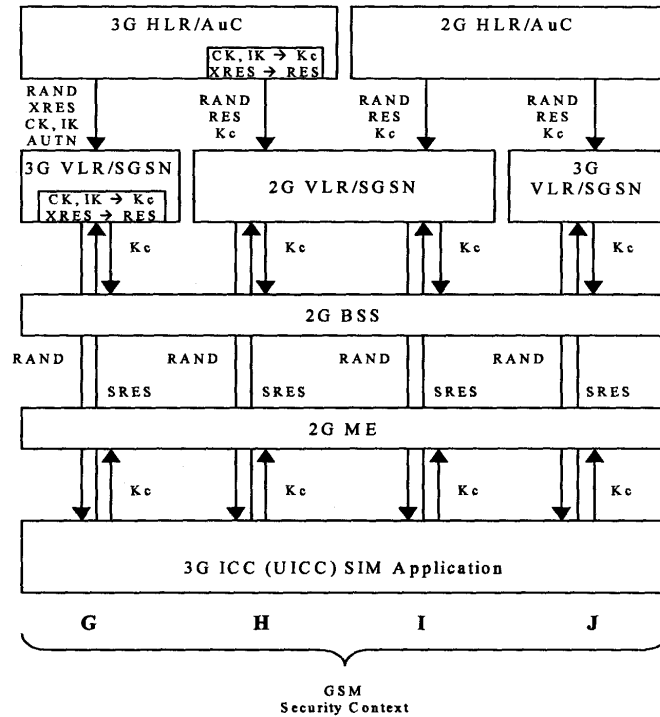 3G HLR/AuC
2G HLR/AuC
CK, IK → Kc
XRES → RES
RAND
XRES
CK, IK
AUTN
RAND
RES
Kc
RAND
RES
Kc
RAND
RES
Kc
3G VLR/SGSN
CK, IK → Kc
XRES → RES
2G VLR/SGSN
3G
VLR/SGSN
Kc
Kc
Kc
Kc
2G BSS
RAND
RAND
RAND
RAND
SRES
SRES
SRES
SRES
2G ME
Kc
Kc
Kc
Kc
3G ICC (UICC) SIM Application
G
H
I
J
GSM
Security Context